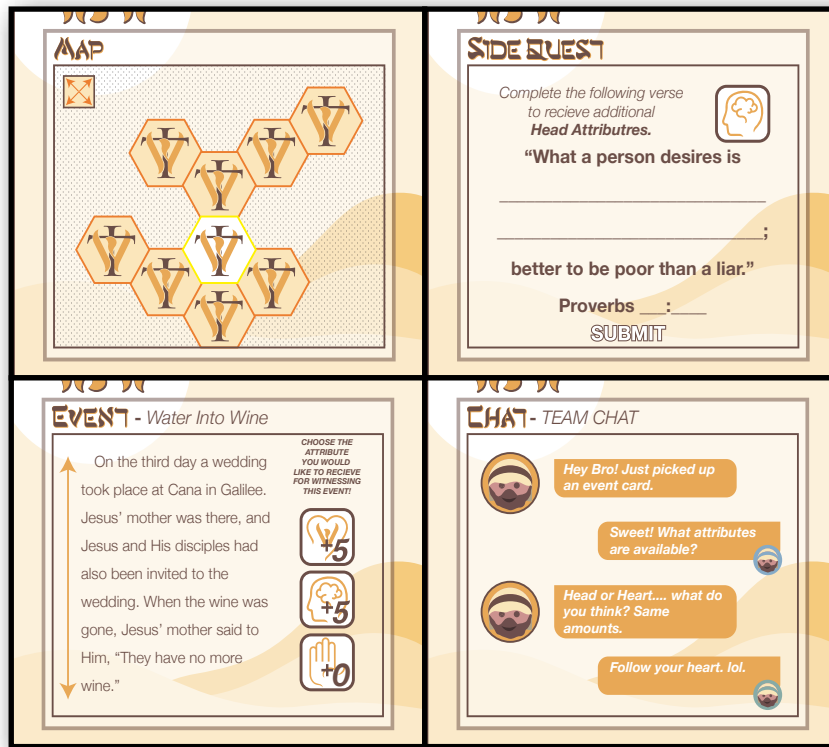 MAP
SIDE QUEST
Complete the following verse
to recieve additional
Head Attributres.
“What a person desires is
______________________________
______________________________;
better to be poor than a liar.”
Proverbs ___:____
SUBMIT
EVENT - Water Into Wine
On the third day a wedding
took place at Cana in Galilee.
Jesus’ mother was there, and
Jesus and His disciples had
also been invited to the
wedding. When the wine was
gone, Jesus’ mother said to
Him, “They have no more
wine.”
CHOOSE THE
ATTRIBUTE
YOU WOULD
LIKE TO RECIEVE
FOR WITNESSING
THIS EVENT!
+5
+5
+0
CHAT - TEAM CHAT
Hey Bro! Just picked up
an event card.
Sweet! What attributes
are available?
Head or Heart.... what do
you think? Same
amounts.
Follow your heart. lol.